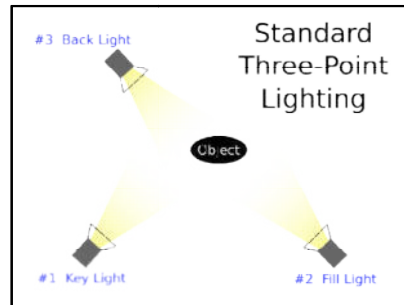 #3 Back Light
Standard
Three-Point
Lighting
Object
#1 Key Light
#2 Fill Light